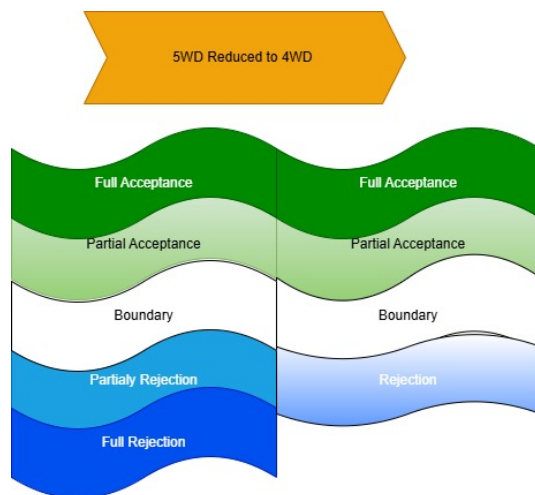 5WD Reduced to 4WD
Full Acceptance
Partial Acceptance
Boundary
Partialy Rejection
Full Rejection
Full Acceptance
Partial Acceptance
Boundary
Rejection